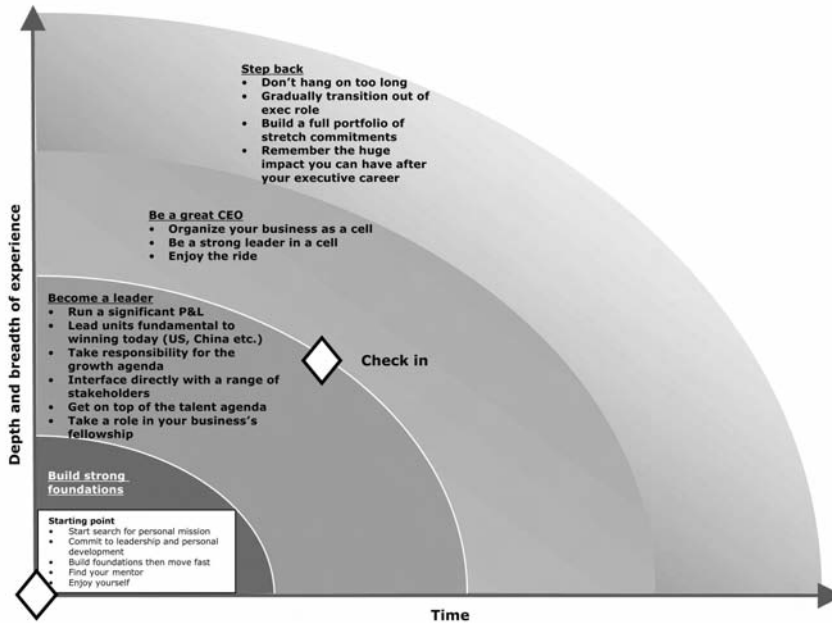 Step back
• Don't hang on too long
• Gradually transition out of
exec role
• Build a full portfolio of
stretch commitments
• Remember the huge
impact you can have after
your executive career
Be a great CEO
• Organize your business as a cell
• Be a strong leader in a cell
• Enjoy the ride
Become a leader
• Run a significant P&L
• Lead units fundamental to
winning today (US, China etc.)
• Take responsibility for the
growth agenda
• Interface directly with a range of
stakeholders
• Get on top of the talent agenda
• Take a role in your business's
fellowship
Check in
Build strong
foundations
Starting point
• Start search for personal mission
• Commit to leadership and personal
development
• Build foundations then move fast
• Find your mentor
• Enjoy yourself
Depth and breadth of experience
Time